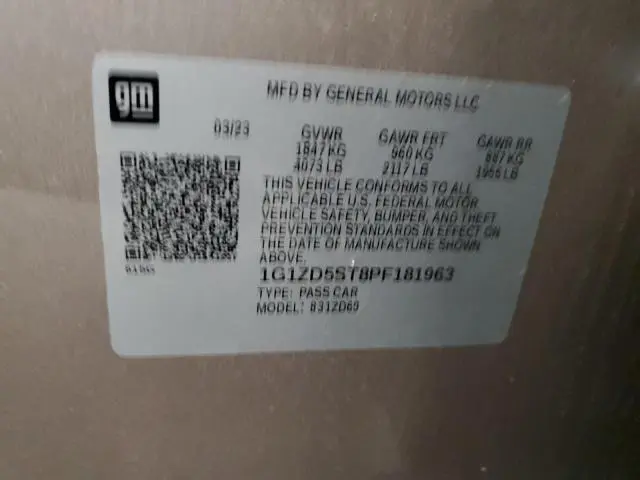 gm
MFD BY GENERAL MOTORS LLC
03/23 GVWR GAWR FRT GAWR RR
1847 KG 960 KG 887 KG
4073 LB 2117 LB 1956 LB
THIS VEHICLE CONFORMS TO ALL
APPLICABLE U.S. FEDERAL MOTOR
VEHICLE SAFETY, BUMPER, AND THEFT
PREVENTION STANDARDS IN EFFECT ON
THE DATE OF MANUFACTURE SHOWN
ABOVE.
1G1ZD5ST8PF181963
TYPE: PASS CAR
MODEL: 1ZD69